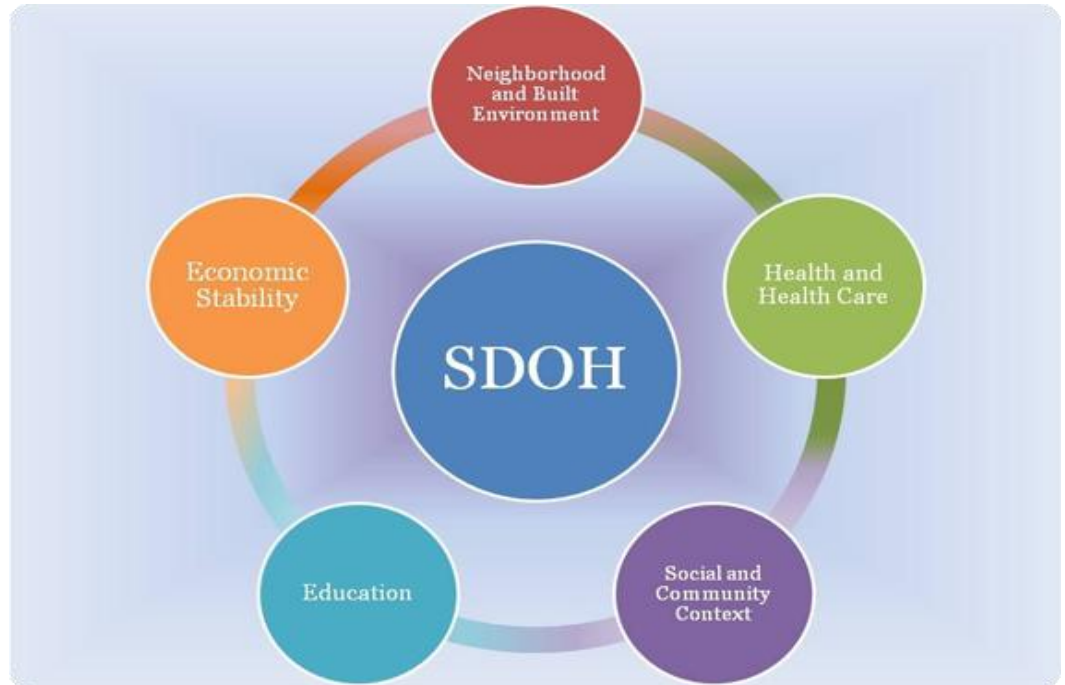 Neighborhood
and Built
Environment
Economic
Stability
Health and
Health Care
SDOH
Education
Social and
Community
Context